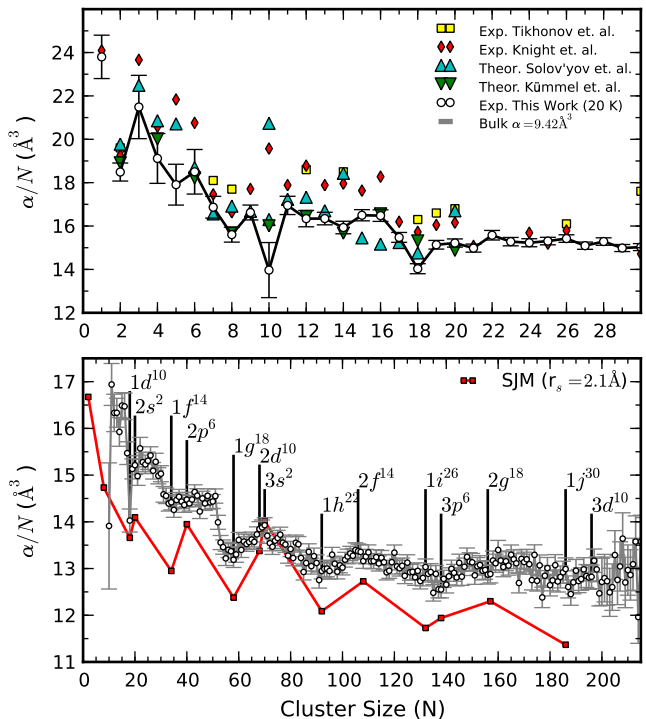 26
24
22
20
18
16
14
12
α/N (Å³)
Exp. Tikhonov et. al.
Exp. Knight et. al.
Theor. Solov'yov et. al.
Theor. Kümmel et. al.
Exp. This Work (20 K)
Bulk α=9.42Å³
0 2 4 6 8 10 12 14 16 18 20 22 24 26 28
17
16
15
14
13
12
11
α/N (Å³)
SJM (rₛ=2.1Å)
1d¹⁰
2s²
1f¹⁴
2p⁶
1g¹⁸
2d¹⁰
3s²
1h²²
2f¹⁴
1i²⁶
3p⁶
2g¹⁸
1j³⁰
3d¹⁰
0 20 40 60 80 100 120 140 160 180 200
Cluster Size (N)